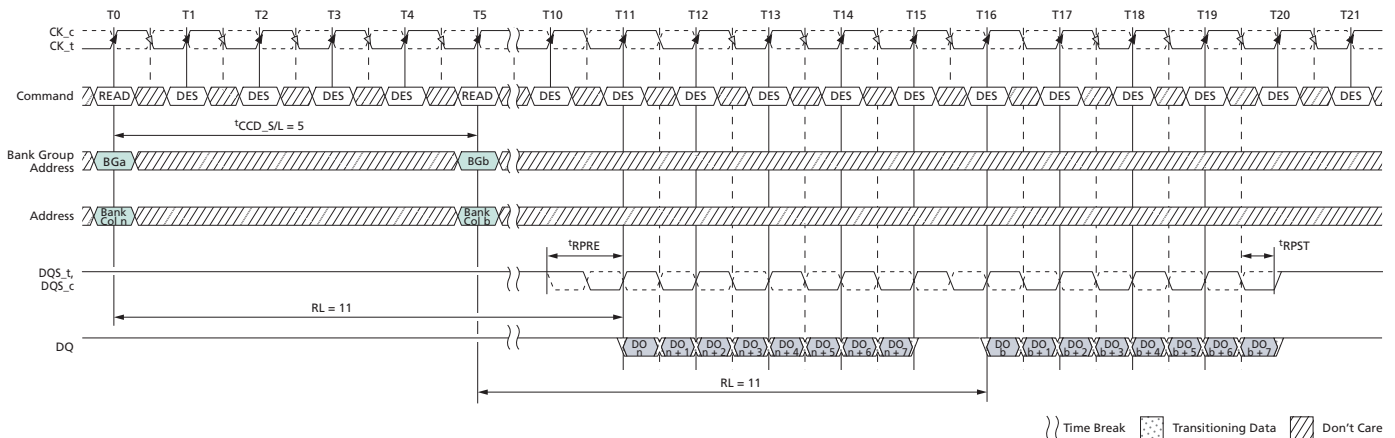 T0 T1 T2 T3 T4 T5 T10 T11 T12 T13 T14 T15 T16 T17 T18 T19 T20 T21
CK_c
CK_t
Command READ DES DES DES DES READ DES DES DES DES DES DES DES DES DES DES DES DES
tCCD_S/L = 5
Bank Group
Address BGa BGb
Address Bank
Col n Bank
Col b
tRPRE tRPST
DQS_t,
DQS_c
RL = 11
DQ DO
n DO
n + 1 DO
n + 2 DO
n + 3 DO
n + 4 DO
n + 5 DO
n + 6 DO
n + 7 DO
b DO
b + 1 DO
b + 2 DO
b + 3 DO
b + 4 DO
b + 5 DO
b + 6 DO
b + 7
RL = 11
Time Break Transitioning Data Don't Care